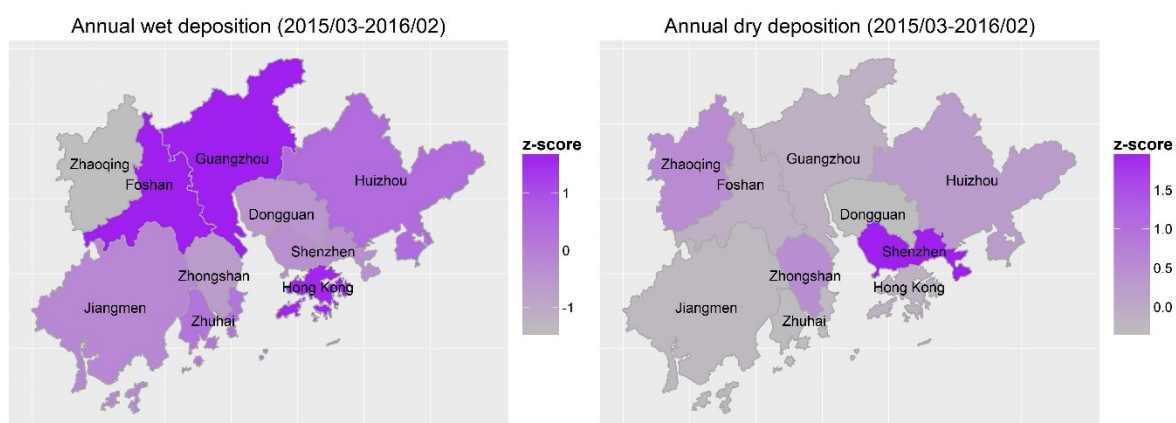 Annual wet deposition (2015/03-2016/02)
Zhaoqing
Guangzhou
Foshan
Huizhou
Dongguan
Shenzhen
Zhongshan
Hong Kong
Jiangmen
Zhuhai
z-score
1
0
-1
Annual dry deposition (2015/03-2016/02)
Zhaoqing
Guangzhou
Foshan
Huizhou
Dongguan
Shenzhen
Zhongshan
Hong Kong
Jiangmen
Zhuhai
z-score
1.5
1.0
0.5
0.0